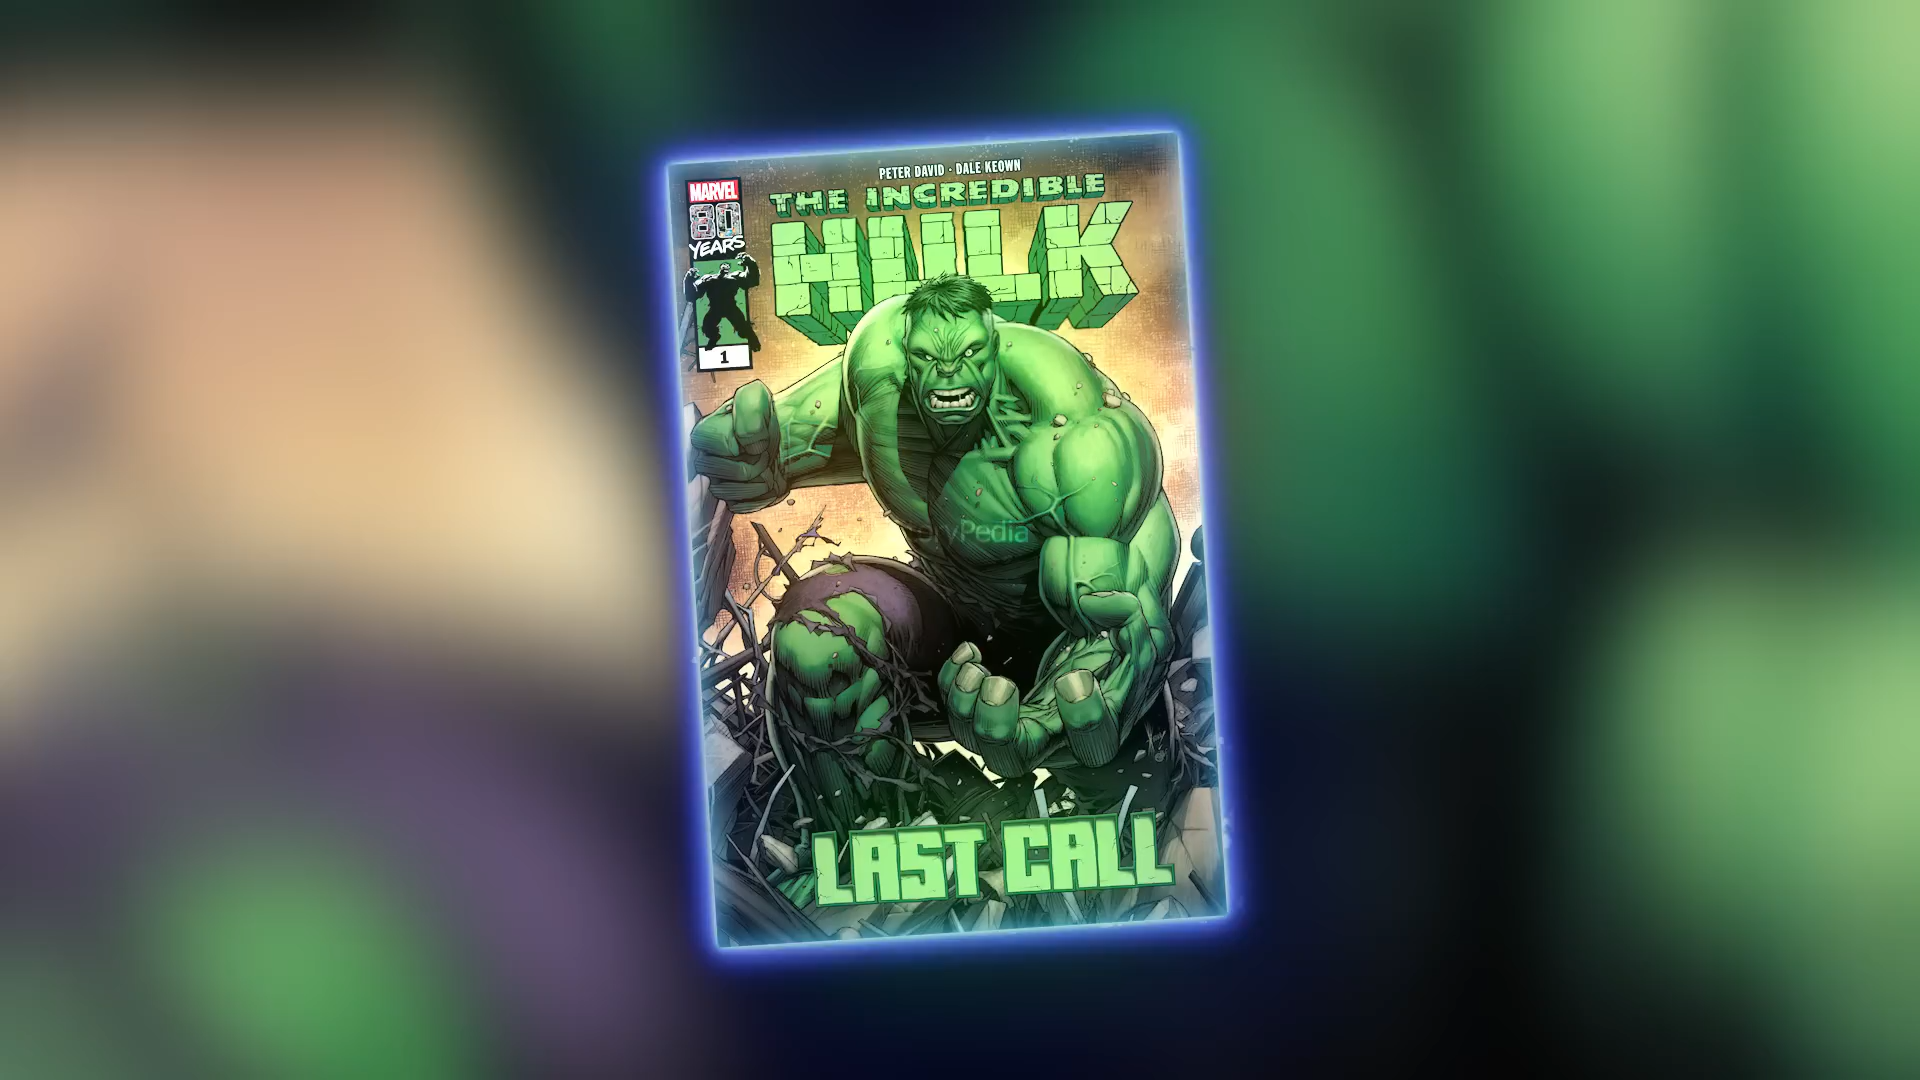 PETER DAVID · DALE KEOWN
THE INCREDIBLE
HULK
MARVEL
80
YEARS
1
LAST CALL